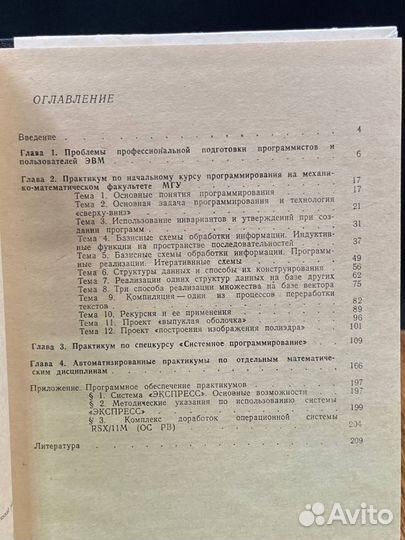 ОГЛАВЛЕНИЕ
Введение 4
Глава 1. Проблемы профессиональной подготовки программистов и
пользователей ЭВМ 6
Глава 2. Практикум по начальному курсу программирования на механи-
ко-математическом факультете МГУ 17
Тема 1. Основные понятия программирования 17
Тема 2. Основная задача программирования и технология
«сверху-вниз» 21
Тема 3. Использование инвариантов и утверждений при соз-
дании программ 31
Тема 4. Базисные схемы обработки информации. Индуктив-
ные функции на пространстве последовательностей 37
Тема 5. Базисные схемы обработки информации. Програм-
мные реализации. Итеративные схемы 49
Тема 6. Структуры данных и способы их конструирования 56
Тема 7. Реализации одних структур данных на базе других 62
Тема 8. Три способа реализации множества на базе вектора 75
Тема 9. Компиляция — один из процессов переработки
текстов 82
Тема 10. Рекурсия и ее применения 89
Тема 11. Проект «выпуклая оболочка» 96
Тема 12. Проект «построения изображения полиэдра» 101
Глава 3. Практикум по спецкурсу «Системное программирование» 109
Глава 4. Автоматизированные практикумы по отдельным математиче-
ским дисциплинам 166
Приложение. Программное обеспечение практикумов 197
§ 1. Система «ЭКСПРЕСС». Основные возможности 197
§ 2. Методические указания по использованию системы
«ЭКСПРЕСС» 199
§ 3. Комплекс доработок операционной системы
RSX/11M (ОС РВ) 204
Литература 209
Avito